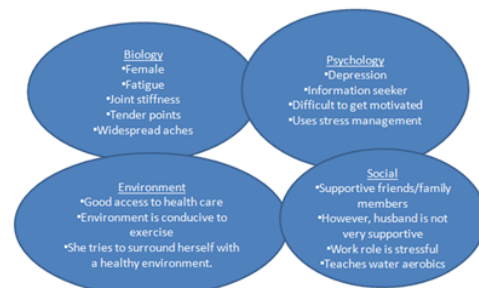 Biology
•Female
•Fatigue
•Joint stiffness
•Tender points
•Widespread aches
Psychology
•Depression
•Information seeker
•Difficult to get motivated
•Uses stress management
Environment
•Good access to health care
•Environment is conducive to
exercise
•She tries to surround herself with
a healthy environment.
Social
•Supportive friends/family
members
•However, husband is not
very supportive
•Work role is stressful
•Teaches water aerobics